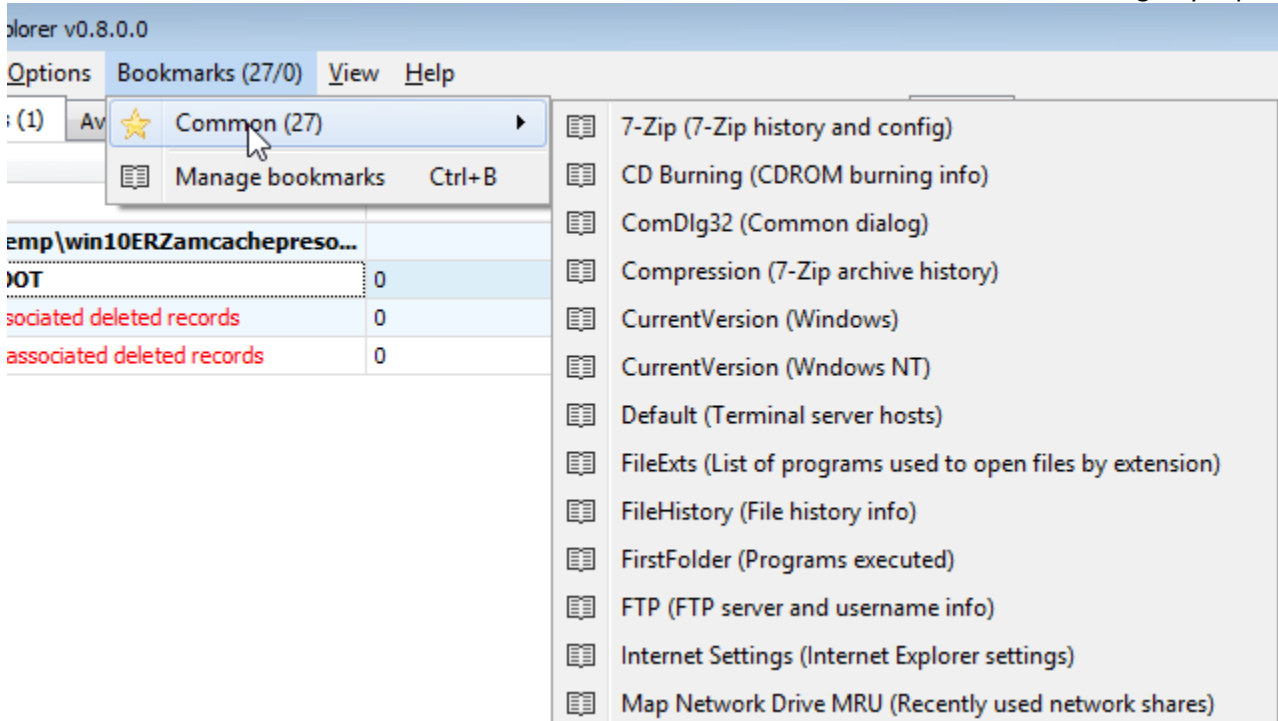 plorer v0.8.0.0
Options Bookmarks (27/0) View Help
(1) Av
Common (27)
Manage bookmarks Ctrl+B
emp\win10ERZamcachepreso...
OOT 0
sociated deleted records 0
associated deleted records 0
7-Zip (7-Zip history and config)
CD Burning (CDROM burning info)
ComDlg32 (Common dialog)
Compression (7-Zip archive history)
CurrentVersion (Windows)
CurrentVersion (Wndows NT)
Default (Terminal server hosts)
FileExts (List of programs used to open files by extension)
FileHistory (File history info)
FirstFolder (Programs executed)
FTP (FTP server and username info)
Internet Settings (Internet Explorer settings)
Map Network Drive MRU (Recently used network shares)